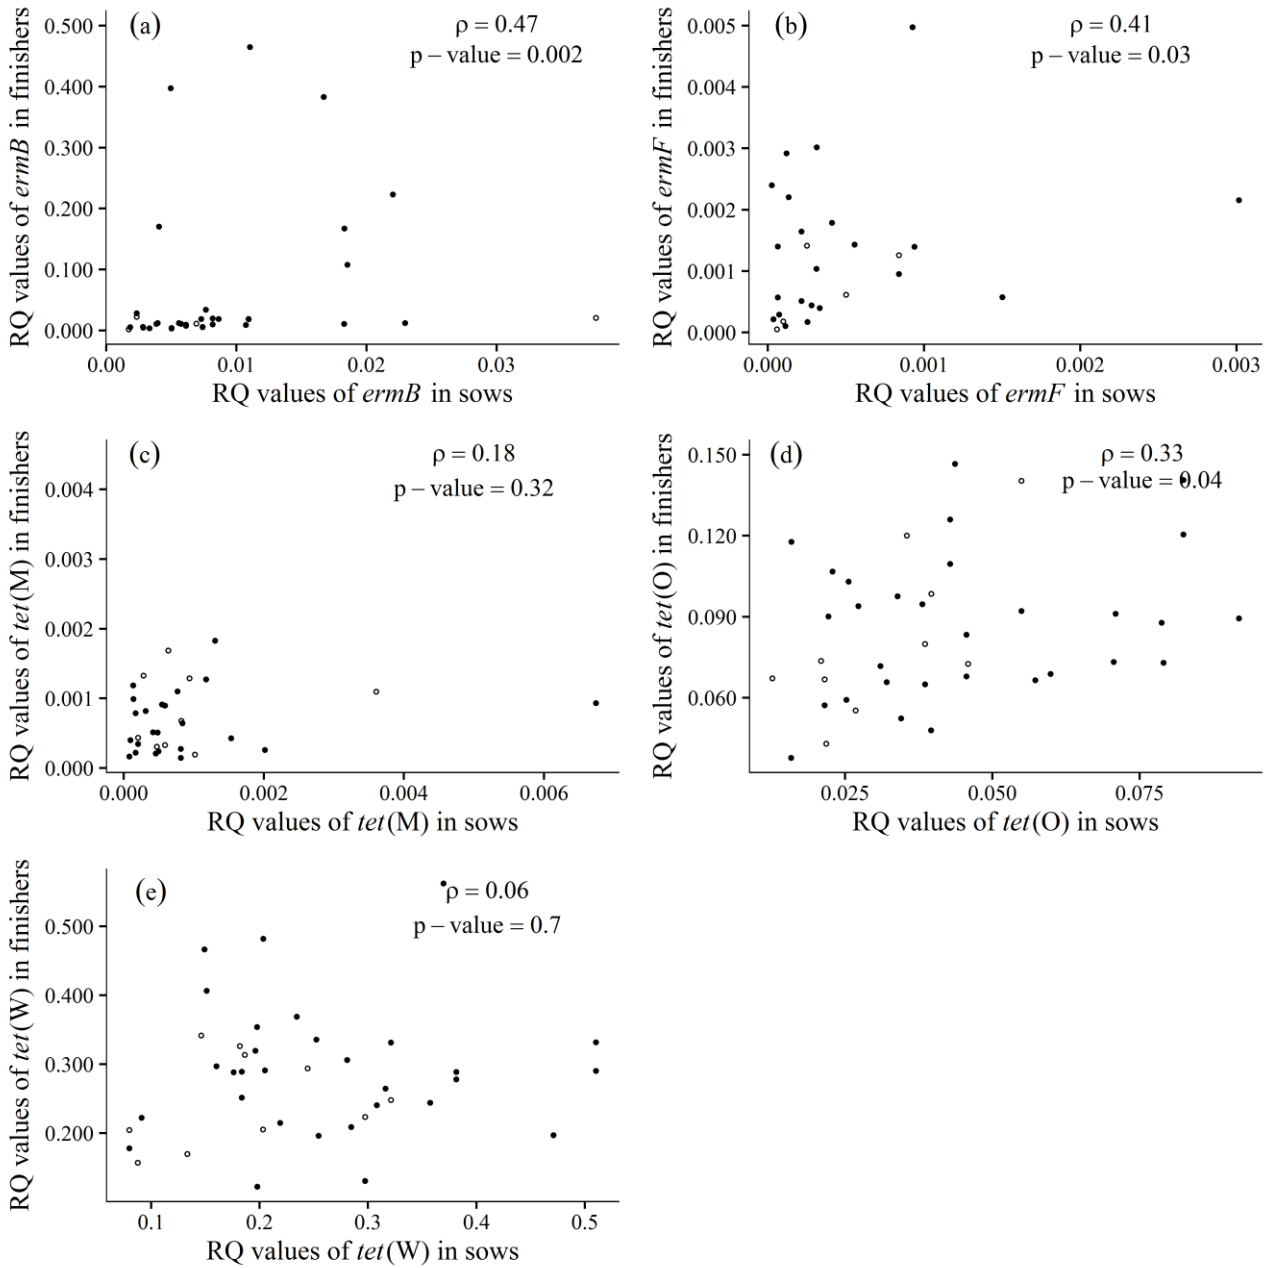 (a)
ρ = 0.47
p – value = 0.002
RQ values of ermB in finishers
0.500
0.400
0.300
0.200
0.100
0.000
0.00 0.01 0.02 0.03
RQ values of ermB in sows
(b)
ρ = 0.41
p – value = 0.03
RQ values of ermF in finishers
0.005
0.004
0.003
0.002
0.001
0.000
0.000 0.001 0.002 0.003
RQ values of ermF in sows
(c)
ρ = 0.18
p – value = 0.32
RQ values of tet(M) in finishers
0.004
0.003
0.002
0.001
0.000
0.000 0.002 0.004 0.006
RQ values of tet(M) in sows
(d)
ρ = 0.33
p – value = 0.04
RQ values of tet(O) in finishers
0.150
0.120
0.090
0.060
0.025 0.050 0.075
RQ values of tet(O) in sows
(e)
ρ = 0.06
p – value = 0.7
RQ values of tet(W) in finishers
0.500
0.400
0.300
0.200
0.1 0.2 0.3 0.4 0.5
RQ values of tet(W) in sows